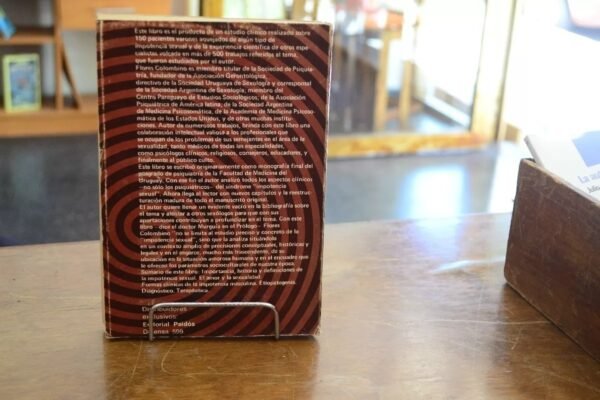 Este libro es el producto de un estudio clínico realizado sobre
150 pacientes varones aquejados de algún tipo de
impotencia sexual y de la experiencia científica de otros espe-
cialistas volcada en más de 500 trabajos referidos al tema,
que fueron estudiados por el autor.
Flores Colombino es miembro titular de la Sociedad de Psiquia-
tría, fundador de la Asociación Gerontológica,
directivo de la Sociedad Uruguaya de Sexología y corresponsal
de la Sociedad Argentina de Sexología, miembro del
Centro Paraguayo de Estudios Sociológicos, de la Asociación
Psiquiátrica de América latina, de la Sociedad Argentina
de Medicina Psicosomática, de la Academia de Medicina Psicoso-
mática de los Estados Unidos, y de otras muchas institu-
ciones. Autor de numerosos trabajos, brinda con este libro una
colaboración intelectual valiosa a los profesionales que
se ocupan de los problemas de sus semejantes en el área de la
sexualidad, tanto médicos de todas las especialidades,
como psicólogos clínicos, religiosos, consejeros, educadores, y
finalmente al público culto.
Este libro se escribió originariamente como monografía final del
posgrado de psiquiatría de la Facultad de Medicina del
Uruguay. Con ese fin el autor analizó todos los aspectos clínicos
—no sólo los psiquiátricos— del síndrome "impotencia
sexual". Ahora llega al lector con nuevos capítulos y la reestruc-
turación madura de todo el manuscrito original.
El autor quiere llenar un evidente vacío en la bibliografía sobre
el tema y alentar a otros sexólogos para que con sus
aportaciones contribuyan a profundizar en el tema. Con este
libro —dice el doctor Murguía en el Prólogo— Flores
Colombino "no se limita al estudio preciso y concreto de la
"impotencia sexual", sino que la analiza situándola
en un contexto amplio de precisiones conceptuales, históricas y
legales y en el engarce, mucho más trascendente, de su
ubicación en la situación amorosa humana y en el encuadre que
le ofrecen los parámetros socioculturales de nuestra época.
Sumario de este libro: Importancia, historia y definiciones de
la impotencia sexual. El amor y la sexualidad.
Formas clínicas de la impotencia masculina. Etiopatogenia.
Diagnóstico. Terapéutica.
Distribuidores
exclusivos:
Editorial Paidós
Defensa 599
La
Julio